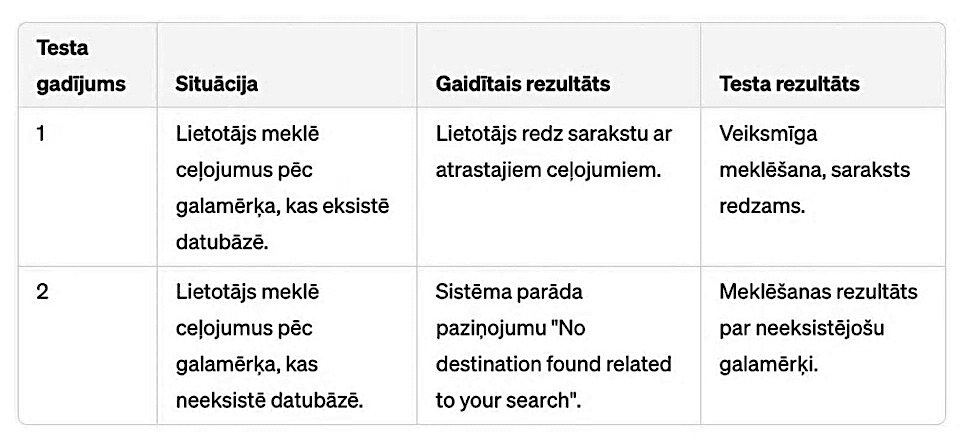 Testa
gadījums
Situācija
Gaidītais rezultāts
Testa rezultāts
1
Lietotājs meklē
ceļojumus pēc
galamērķa, kas eksistē
datubāzē.
Lietotājs redz sarakstu ar
atrastajiem ceļojumiem.
Veiksmīga
meklēšana, saraksts
redzams.
2
Lietotājs meklē
ceļojumus pēc
galamērķa, kas
neeksistē datubāzē.
Sistēma parāda
paziņojumu "No
destination found related
to your search".
Meklēšanas rezultāts
par neeksistējošu
galamērķi.